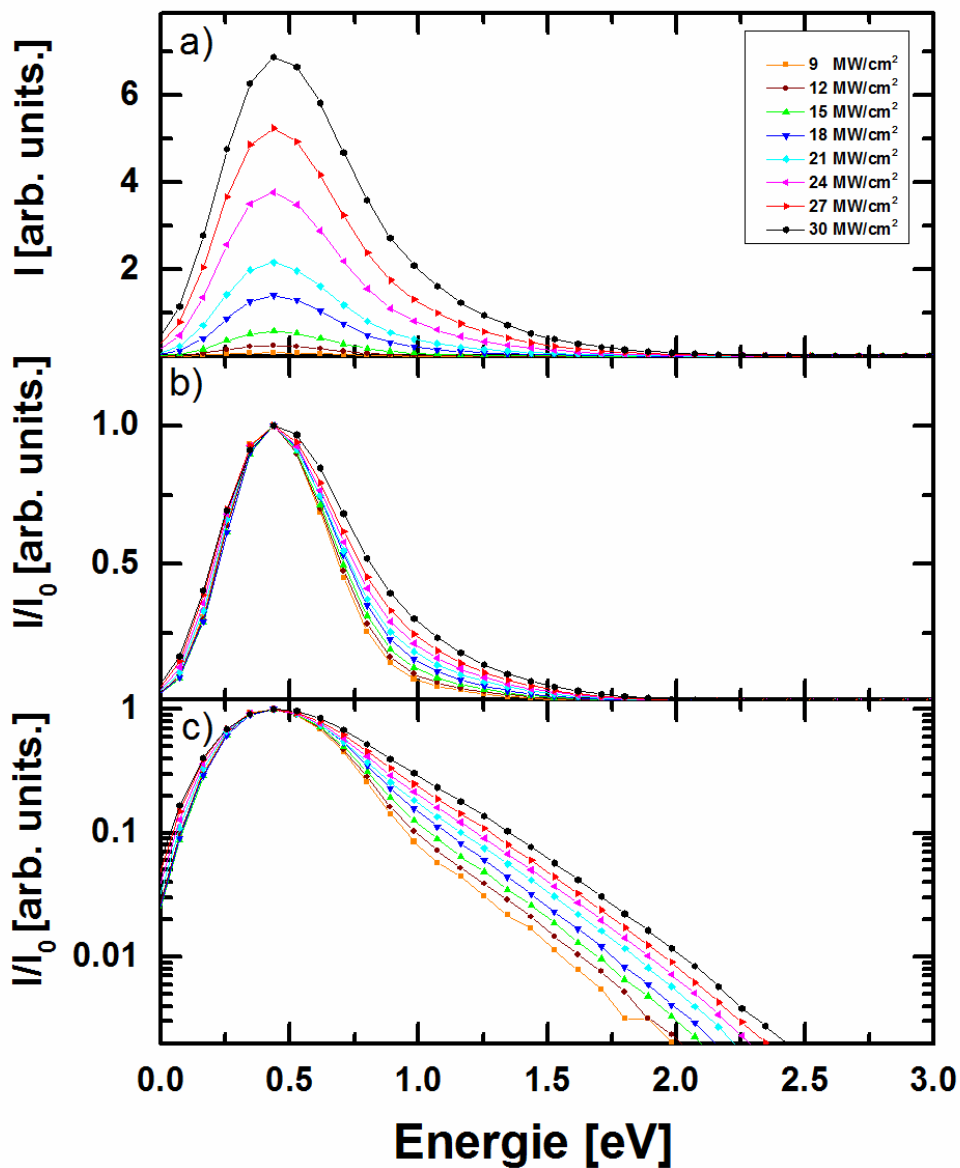 a)
I [arb. units.]
6
4
2
9 MW/cm²
12 MW/cm²
15 MW/cm²
18 MW/cm²
21 MW/cm²
24 MW/cm²
27 MW/cm²
30 MW/cm²
b)
I/I₀ [arb. units.]
1.0
0.5
c)
I/I₀ [arb. units.]
1
0.1
0.01
0.0 0.5 1.0 1.5 2.0 2.5 3.0
Energie [eV]